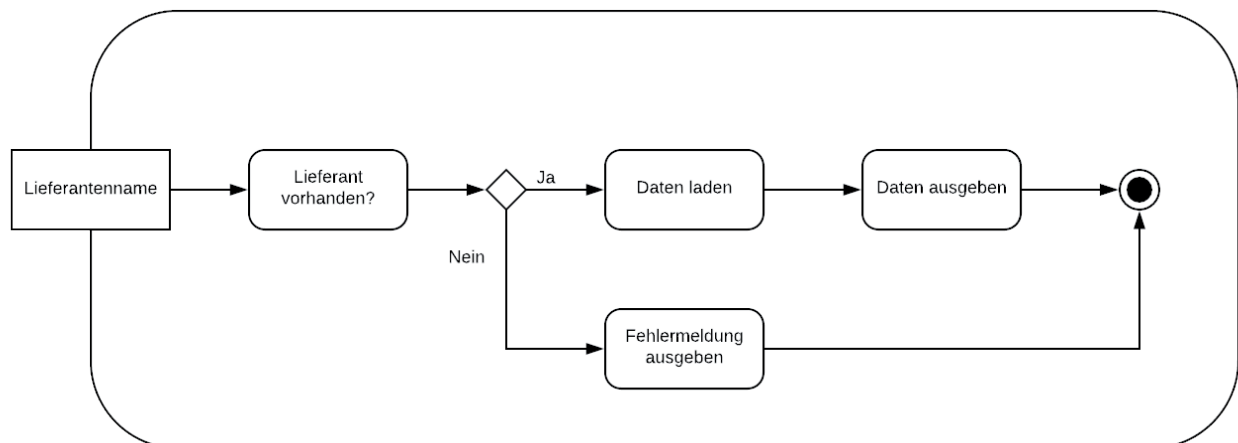 Lieferantenname
Lieferant
vorhanden?
Ja
Daten laden
Daten ausgeben
Nein
Fehlermeldung
ausgeben